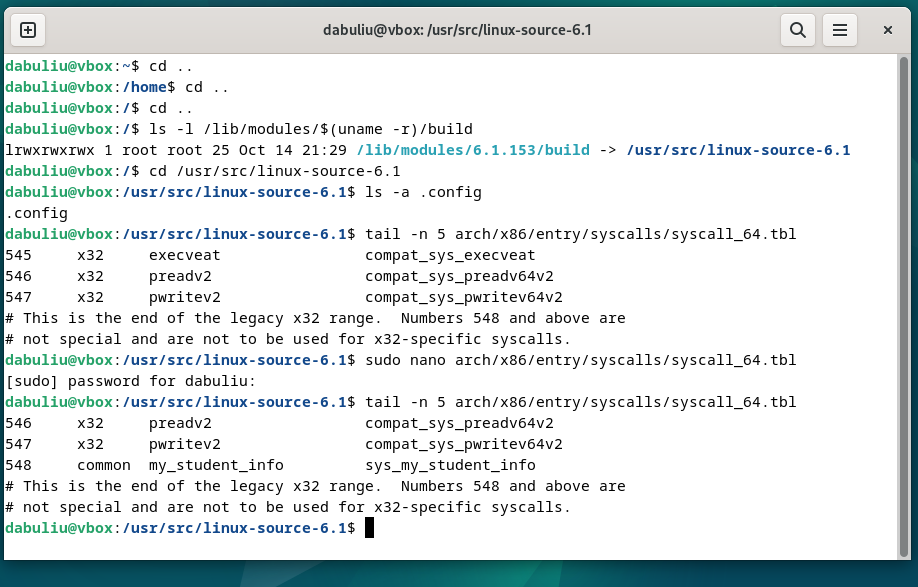 dabuliu@vbox: /usr/src/linux-source-6.1
dabuliu@vbox:~$ cd ..
dabuliu@vbox:/home$ cd ..
dabuliu@vbox:/$ cd ..
dabuliu@vbox:/$ ls -l /lib/modules/$(uname -r)/build
lrwxrwxrwx 1 root root 25 Oct 14 21:29 /lib/modules/6.1.153/build -> /usr/src/linux-source-6.1
dabuliu@vbox:/$ cd /usr/src/linux-source-6.1
dabuliu@vbox:/usr/src/linux-source-6.1$ ls -a .config
.config
dabuliu@vbox:/usr/src/linux-source-6.1$ tail -n 5 arch/x86/entry/syscalls/syscall_64.tbl
545     x32     execveat                compat_sys_execveat
546     x32     preadv2                 compat_sys_preadv64v2
547     x32     pwritev2                compat_sys_pwritev64v2
# This is the end of the legacy x32 range.  Numbers 548 and above are
# not special and are not to be used for x32-specific syscalls.
dabuliu@vbox:/usr/src/linux-source-6.1$ sudo nano arch/x86/entry/syscalls/syscall_64.tbl
[sudo] password for dabuliu:
dabuliu@vbox:/usr/src/linux-source-6.1$ tail -n 5 arch/x86/entry/syscalls/syscall_64.tbl
546     x32     preadv2                 compat_sys_preadv64v2
547     x32     pwritev2                compat_sys_pwritev64v2
548     common  my_student_info         sys_my_student_info
# This is the end of the legacy x32 range.  Numbers 548 and above are
# not special and are not to be used for x32-specific syscalls.
dabuliu@vbox:/usr/src/linux-source-6.1$